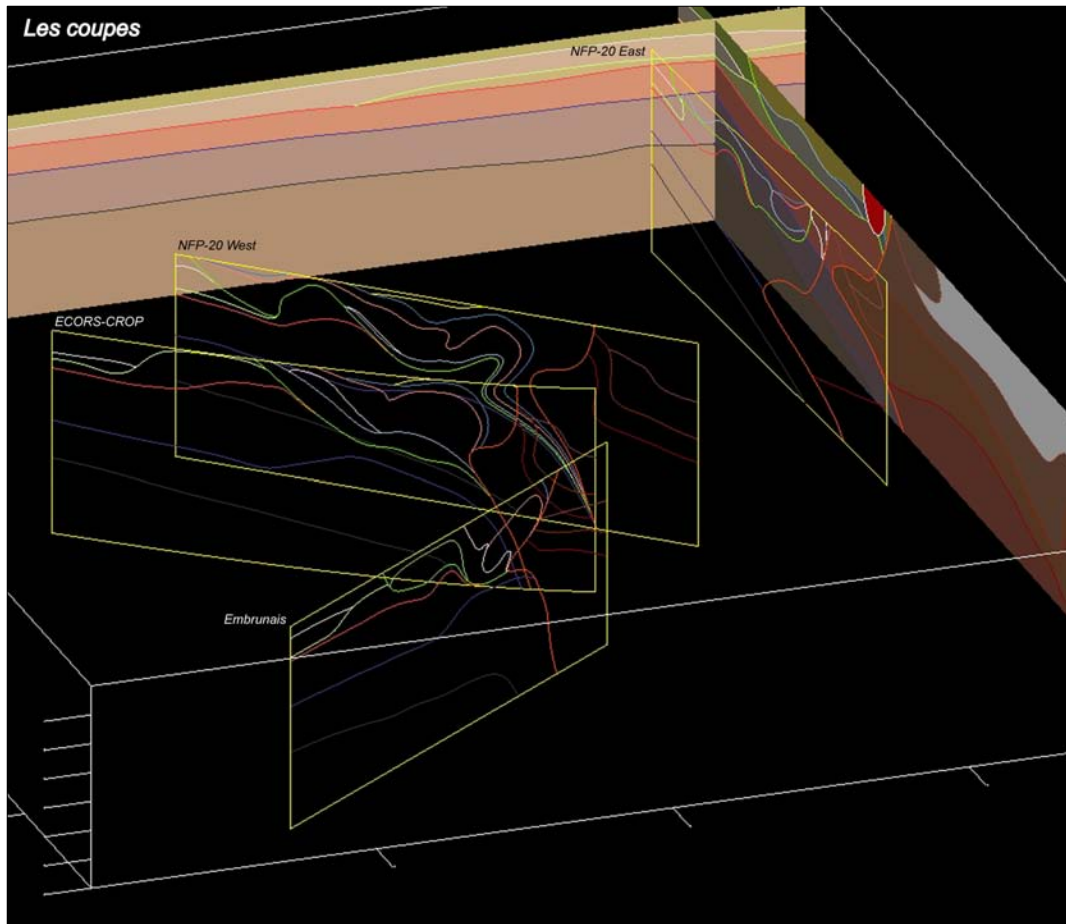 Les coupes
NFP-20 East
NFP-20 West
ECORS-CROP
Embrunais